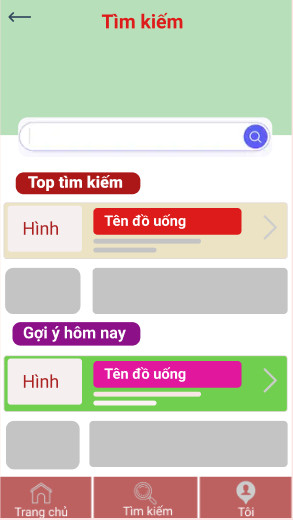 Tìm kiếm
Top tìm kiếm
Hình
Tên đồ uống
Gợi ý hôm nay
Hình
Tên đồ uống
Trang chủ
Tìm kiếm
Tôi